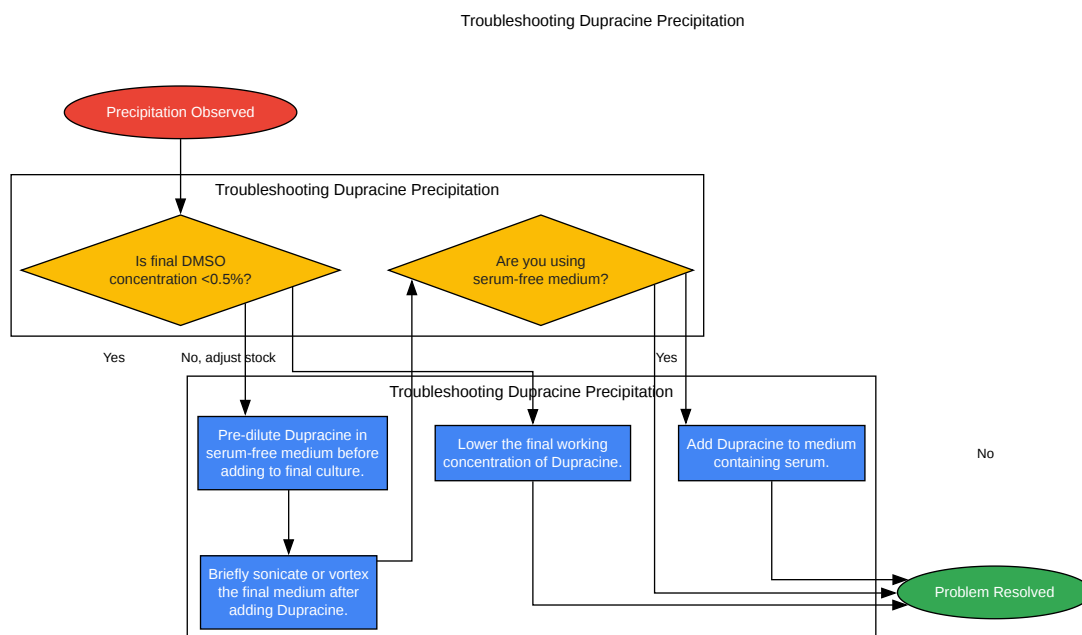 Troubleshooting Dupracine Precipitation
Precipitation Observed
Troubleshooting Dupracine Precipitation
Is final DMSO
concentration <0.5%?
Are you using
serum-free medium?
Yes
No, adjust stock
Yes
Troubleshooting Dupracine Precipitation
Pre-dilute Dupracine in
serum-free medium before
adding to final culture.
Lower the final working
concentration of Dupracine.
Add Dupracine to medium
containing serum.
No
Briefly sonicate or vortex
the final medium after
adding Dupracine.
Problem Resolved